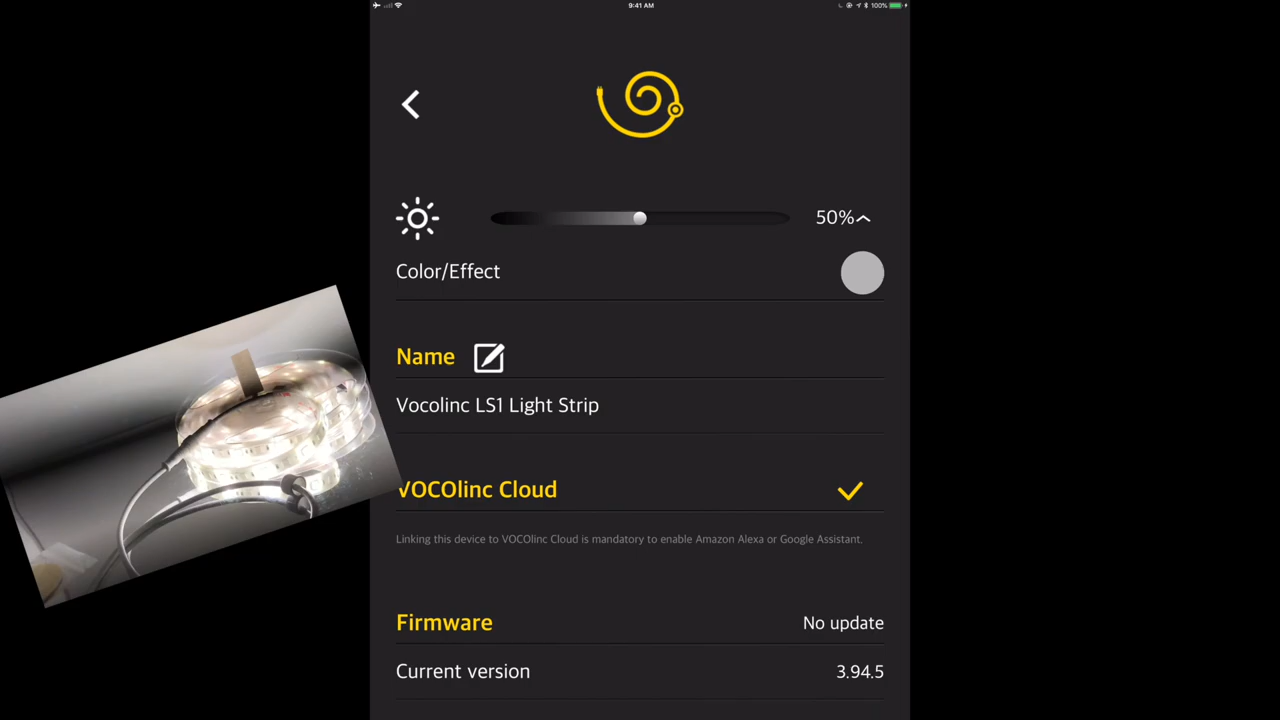 9:41 AM
100%
50%
Color/Effect
Name
Vocolinc LS1 Light Strip
VOCOlinc Cloud
Linking this device to VOCOlinc Cloud is mandatory to enable Amazon Alexa or Google Assistant.
Firmware
No update
Current version
3.94.5